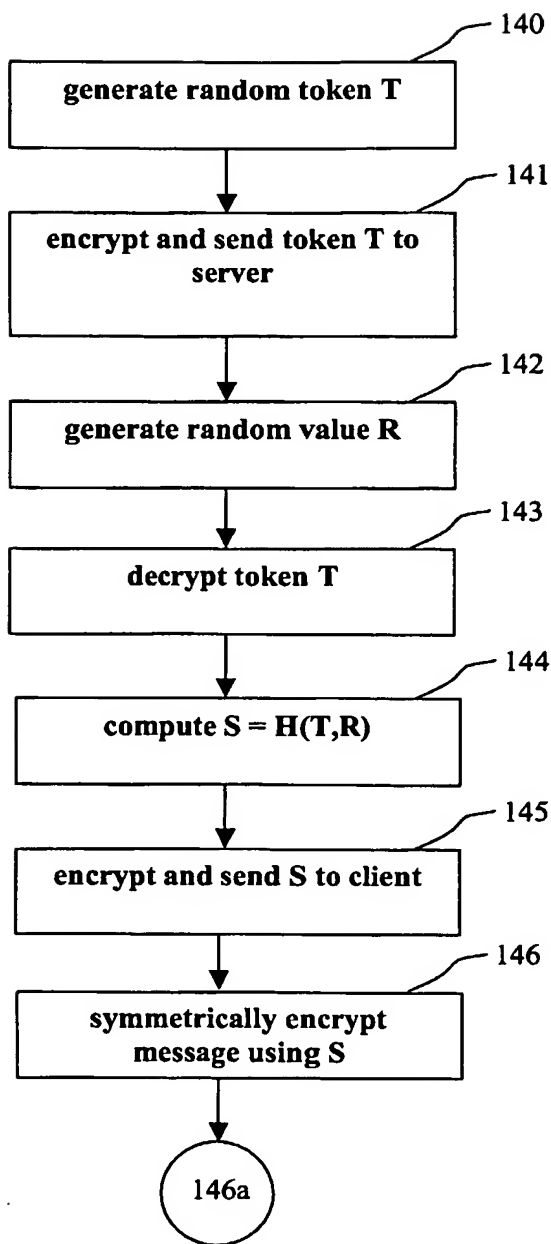 140
generate random token T
141
encrypt and send token T to
server
142
generate random value R
143
decrypt token T
144
compute S = H(T,R)
145
encrypt and send S to client
146
symmetrically encrypt
message using S
146a